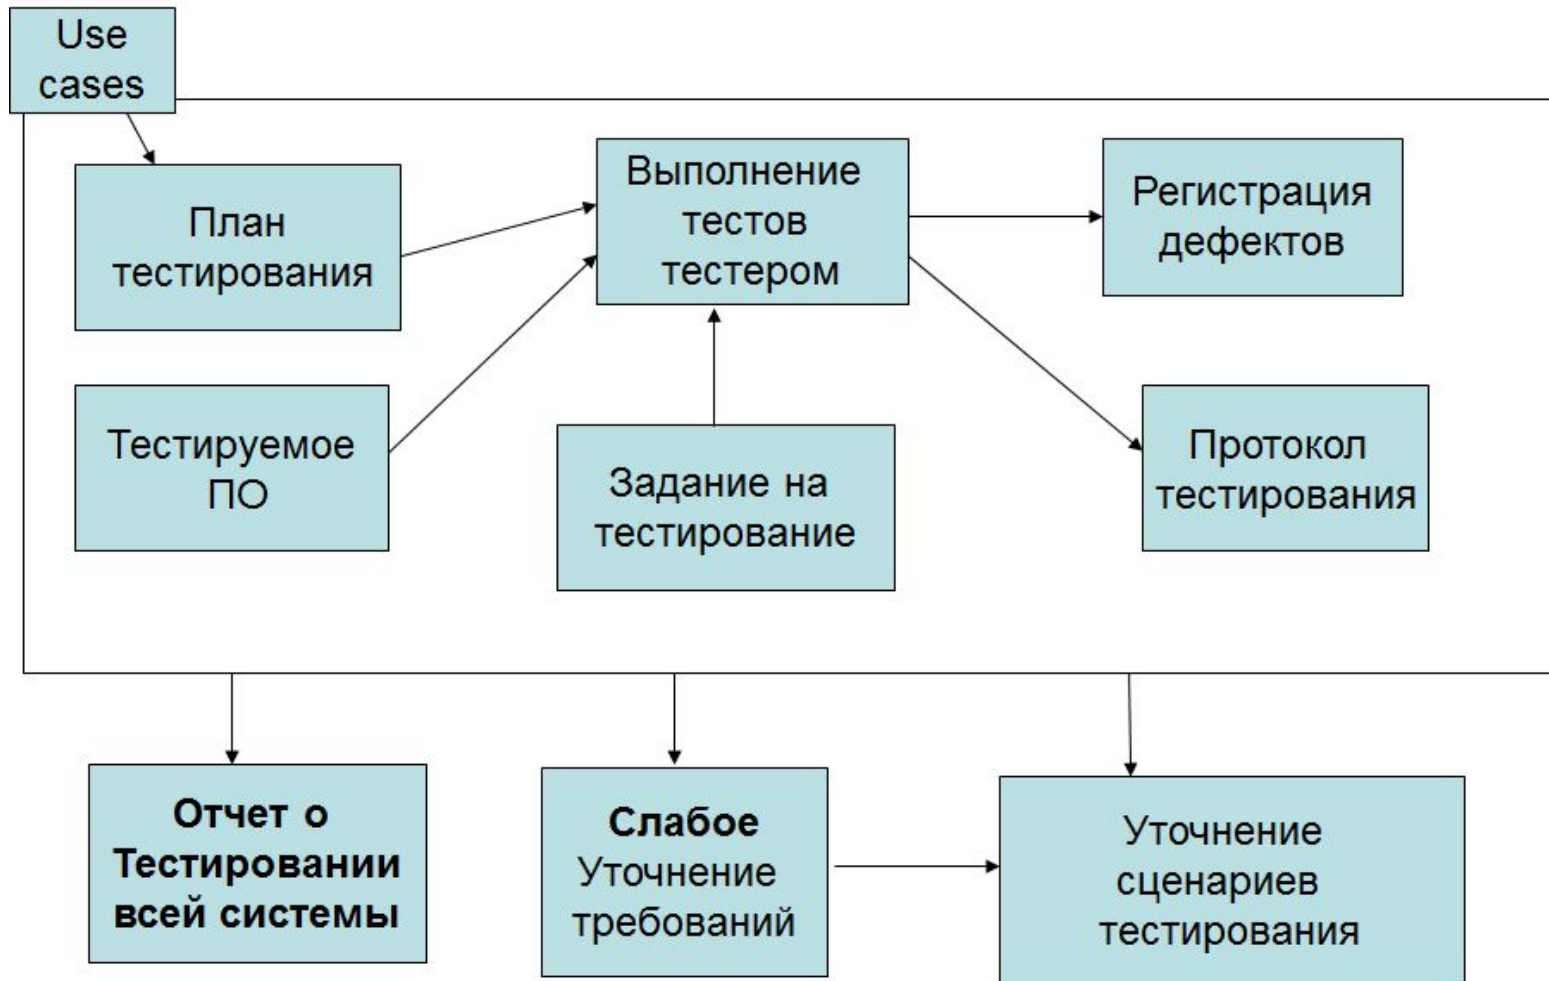 Use
cases
План
тестирования
Выполнение
тестов
тестером
Регистрация
дефектов
Тестируемое
ПО
Задание на
тестирование
Протокол
тестирования
Отчет о
Тестировании
всей системы
Слабое
Уточнение
требований
Уточнение
сценариев
тестирования